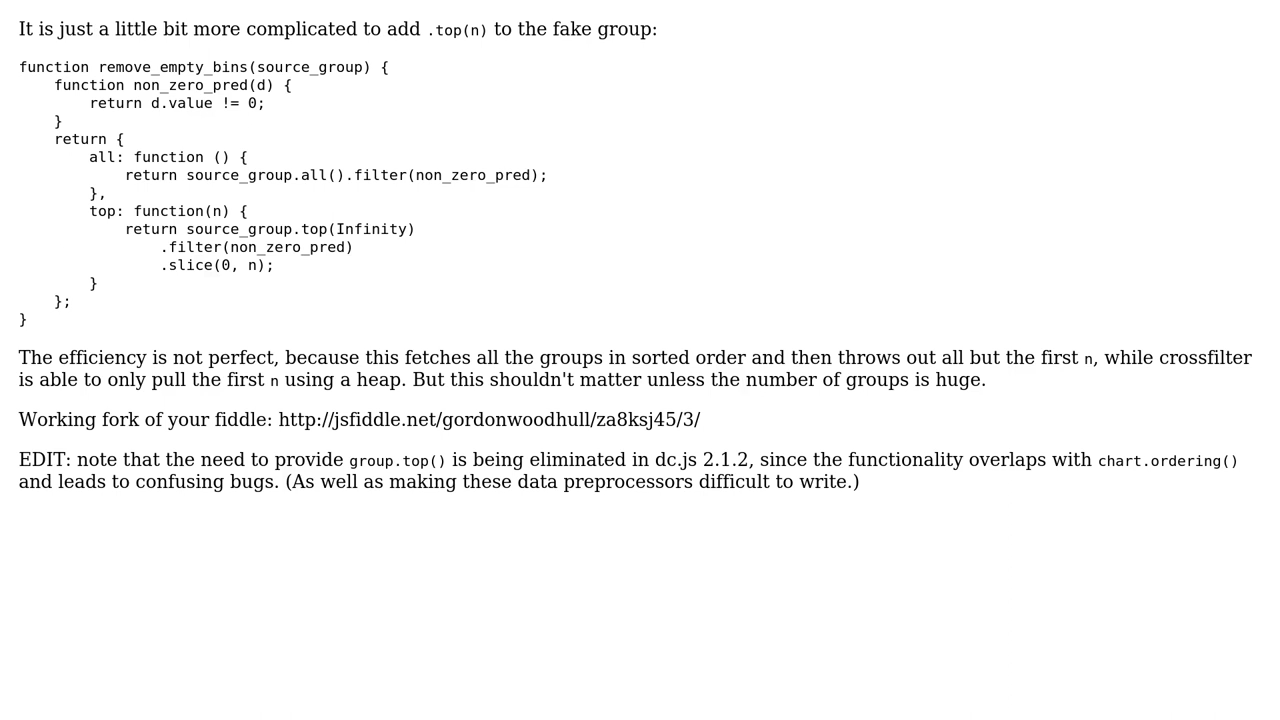 It is just a little bit more complicated to add .top(n) to the fake group:
function remove_empty_bins(source_group) {
    function non_zero_pred(d) {
        return d.value != 0;
    }
    return {
        all: function () {
            return source_group.all().filter(non_zero_pred);
        },
        top: function(n) {
            return source_group.top(Infinity)
                .filter(non_zero_pred)
                .slice(0, n);
        }
    };
}
The efficiency is not perfect, because this fetches all the groups in sorted order and then throws out all but the first n, while crossfilter
is able to only pull the first n using a heap. But this shouldn't matter unless the number of groups is huge.
Working fork of your fiddle: http://jsfiddle.net/gordonwoodhull/za8ksj45/3/
EDIT: note that the need to provide group.top() is being eliminated in dc.js 2.1.2, since the functionality overlaps with chart.ordering()
and leads to confusing bugs. (As well as making these data preprocessors difficult to write.)